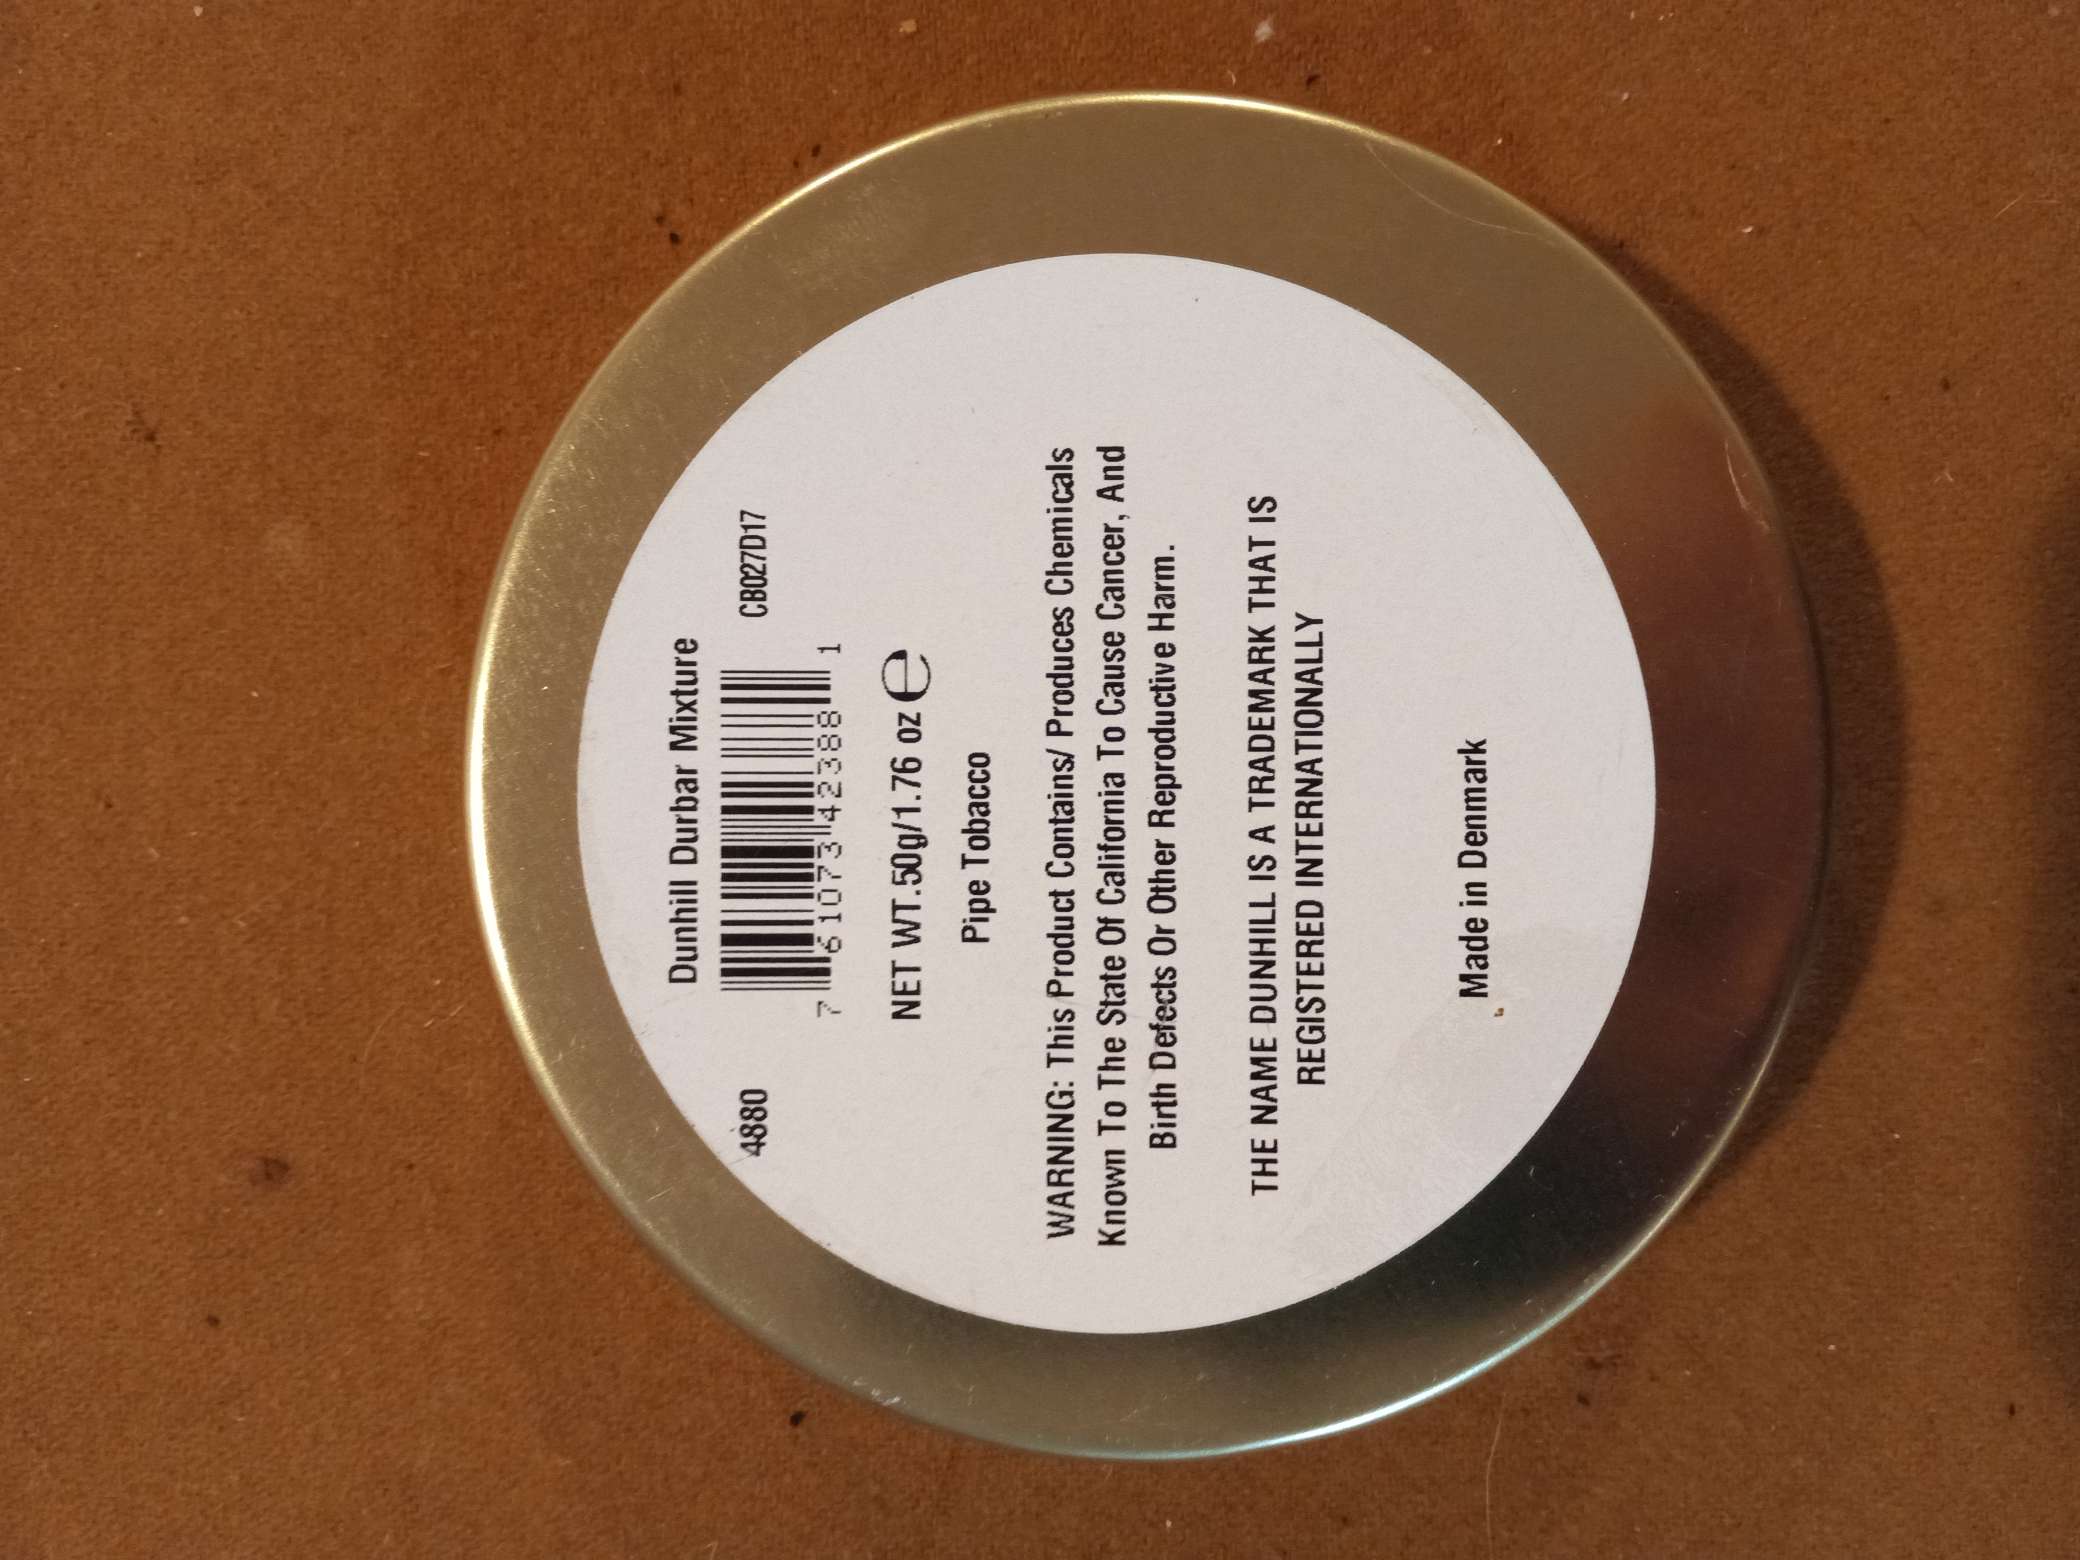 Dunhill Durbar Mixture
4880 CB027D17
7 61073 42388 1
NET WT.50g/1.76 oz ℮
Pipe Tobacco
WARNING: This Product Contains/ Produces Chemicals
Known To The State Of California To Cause Cancer, And
Birth Defects Or Other Reproductive Harm.
THE NAME DUNHILL IS A TRADEMARK THAT IS
REGISTERED INTERNATIONALLY
Made in Denmark